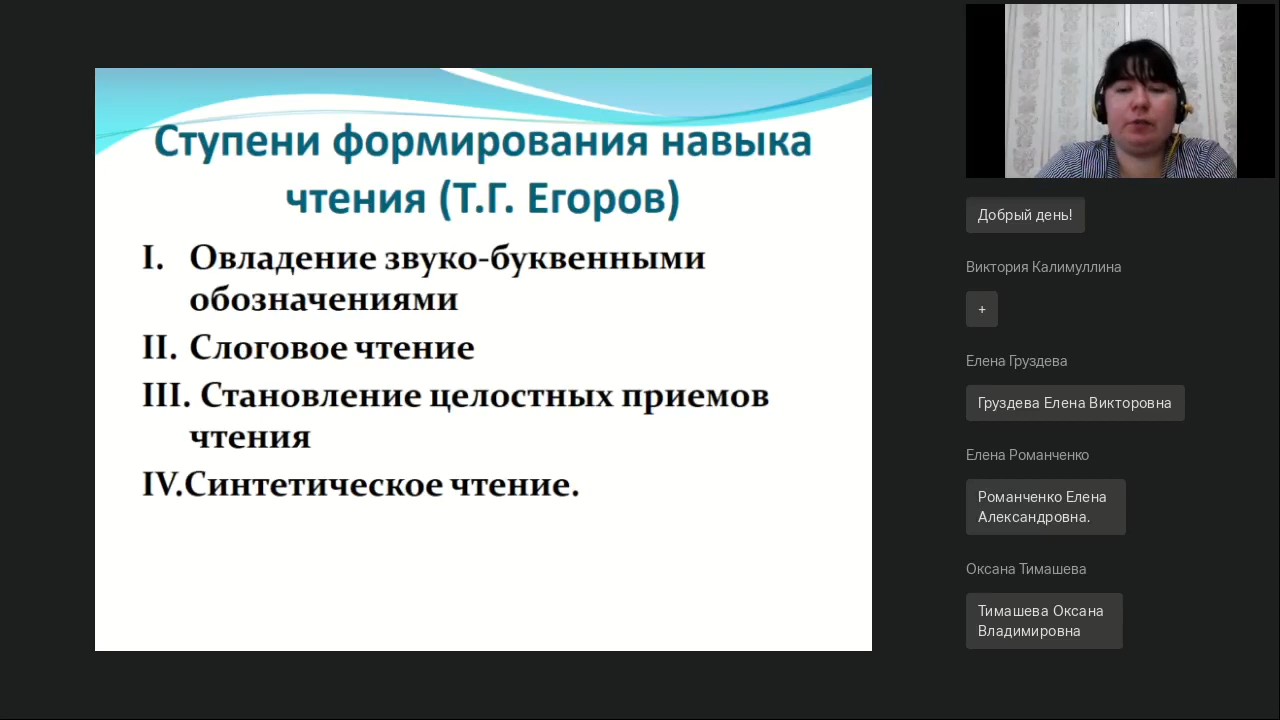 Ступени формирования навыка
чтения (Т.Г. Егоров)
I. Овладение звуко-буквенными
обозначениями
II. Слоговое чтение
III. Становление целостных приемов
чтения
IV.Синтетическое чтение.
Добрый день!
Виктория Калимуллина
+
Елена Груздева
Груздева Елена Викторовна
Елена Романченко
Романченко Елена
Александровна.
Оксана Тимашева
Тимашева Оксана
Владимировна